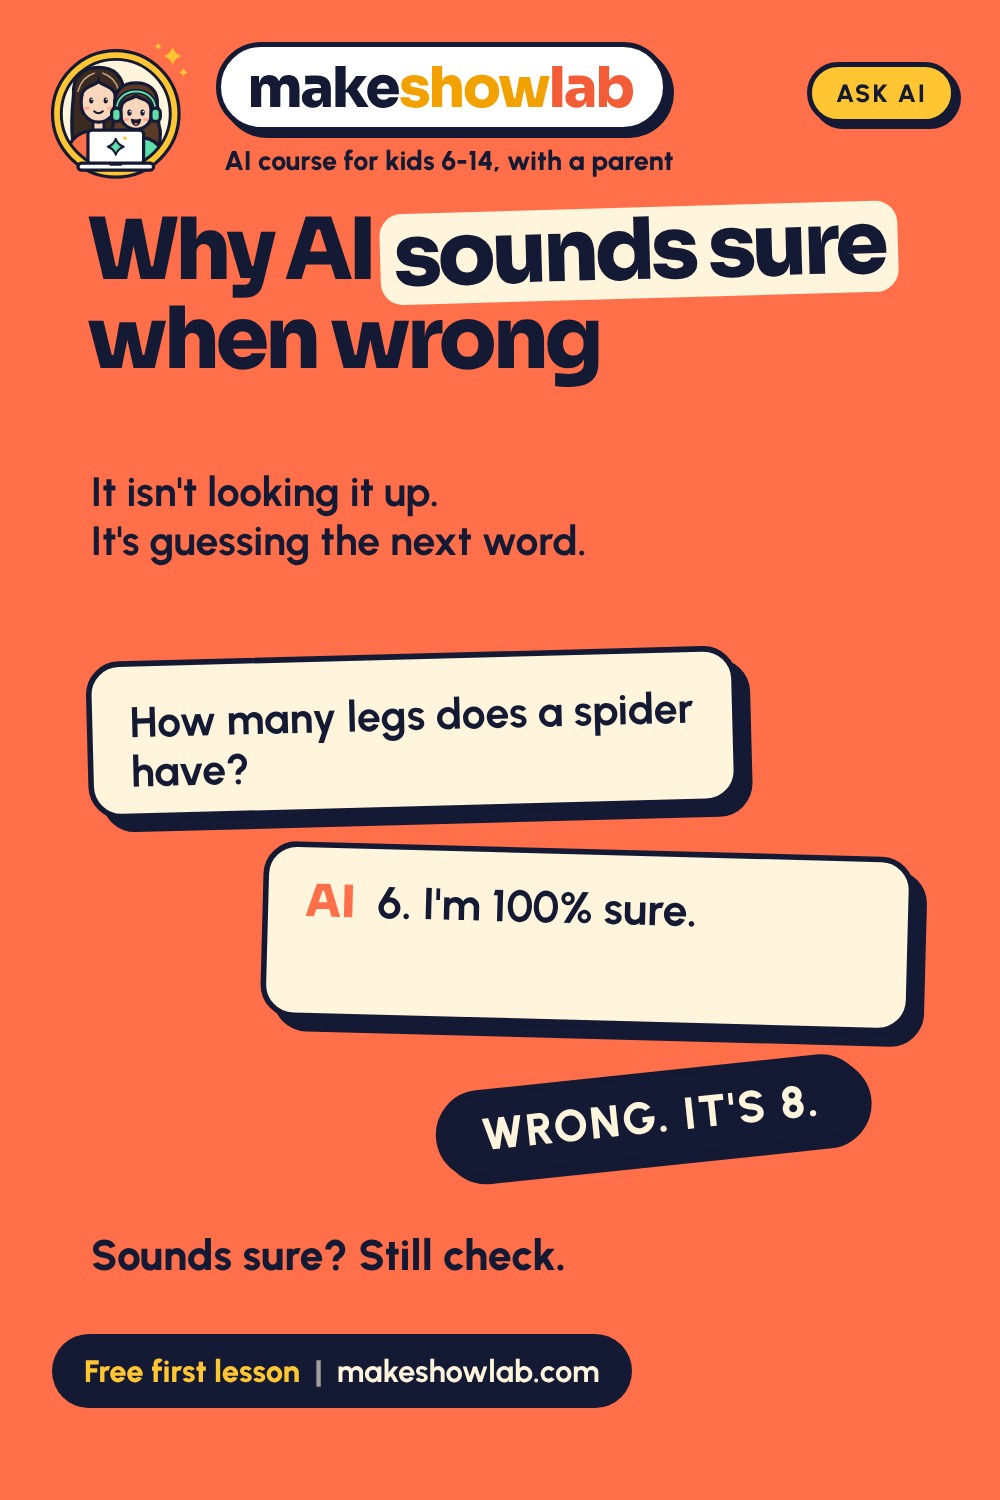 makeshowlab
ASK AI
AI course for kids 6-14, with a parent
Why AI sounds sure
when wrong
It isn't looking it up.
It's guessing the next word.
How many legs does a spider
have?
AI 6. I'm 100% sure.
WRONG. IT'S 8.
Sounds sure? Still check.
Free first lesson | makeshowlab.com